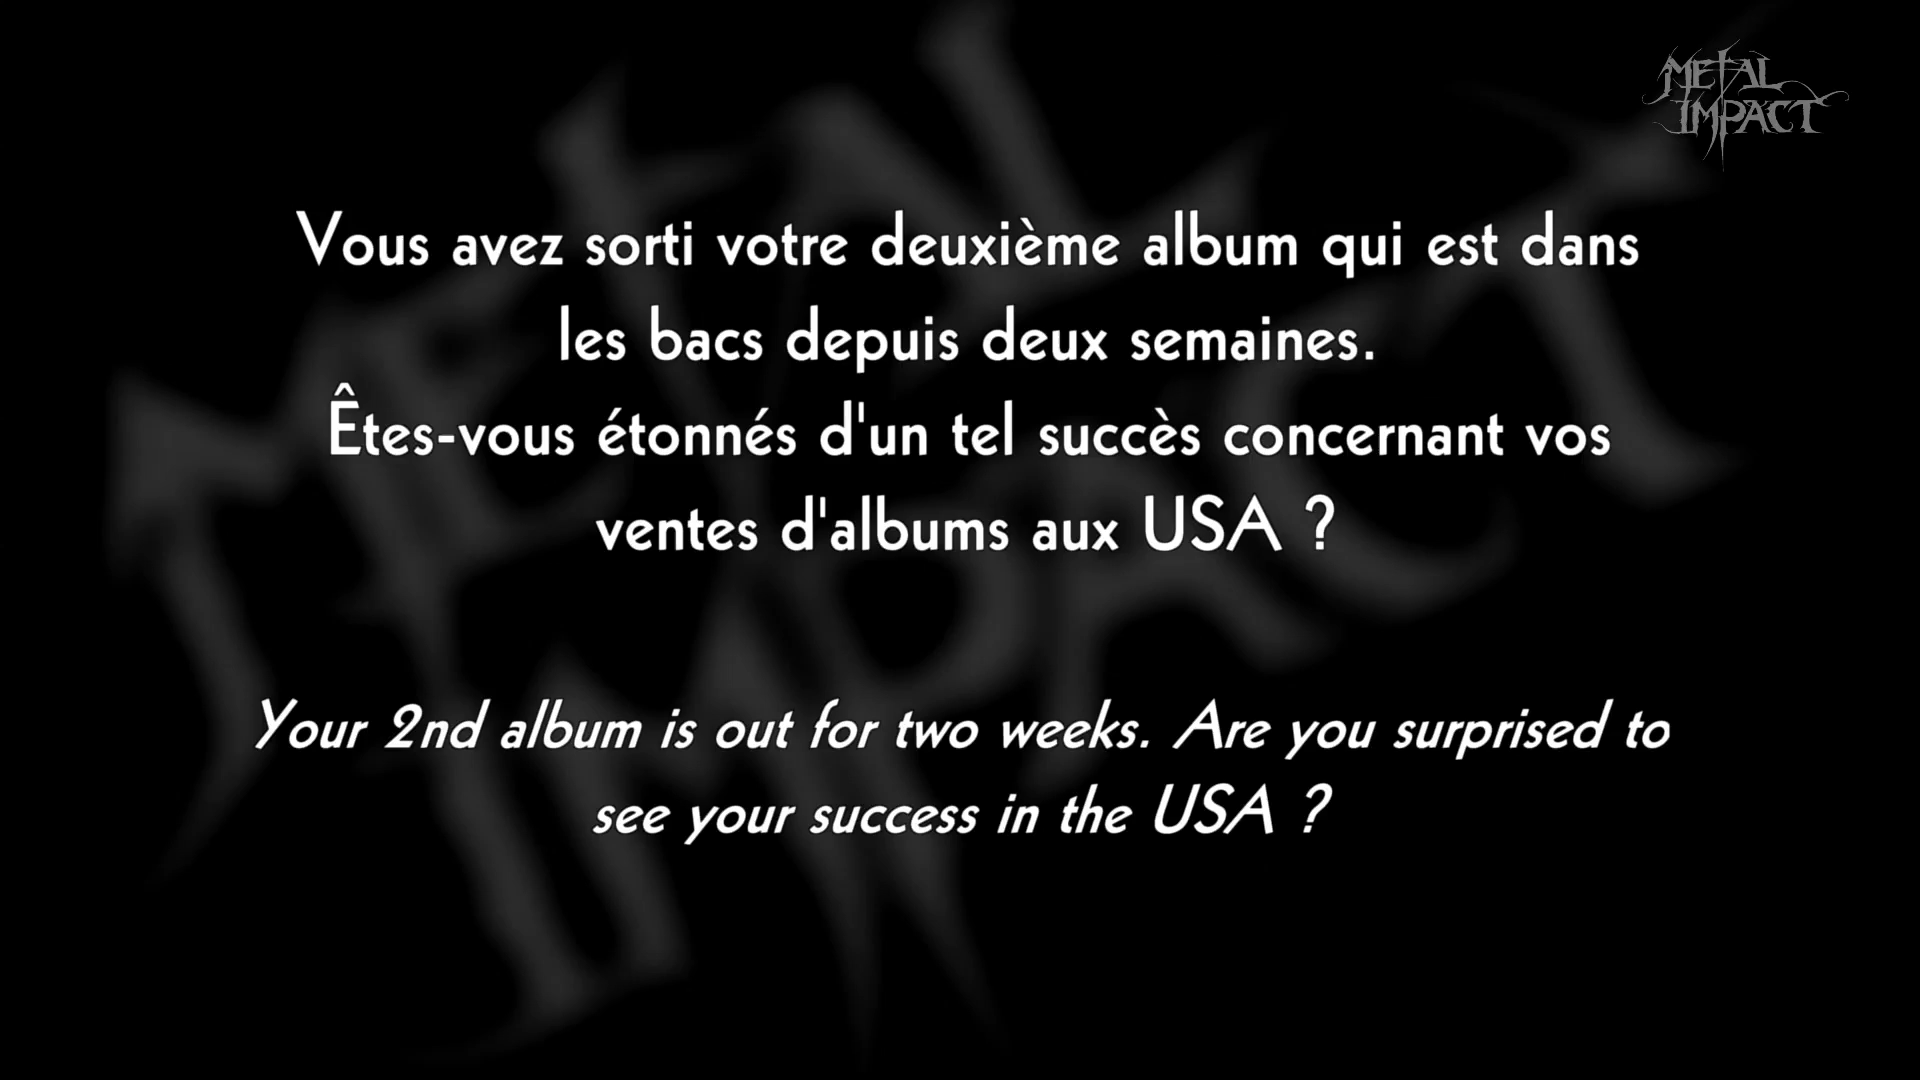 METAL
IMPACT
Vous avez sorti votre deuxième album qui est dans
les bacs depuis deux semaines.
Êtes-vous étonnés d'un tel succès concernant vos
ventes d'albums aux USA ?
Your 2nd album is out for two weeks. Are you surprised to
see your success in the USA ?